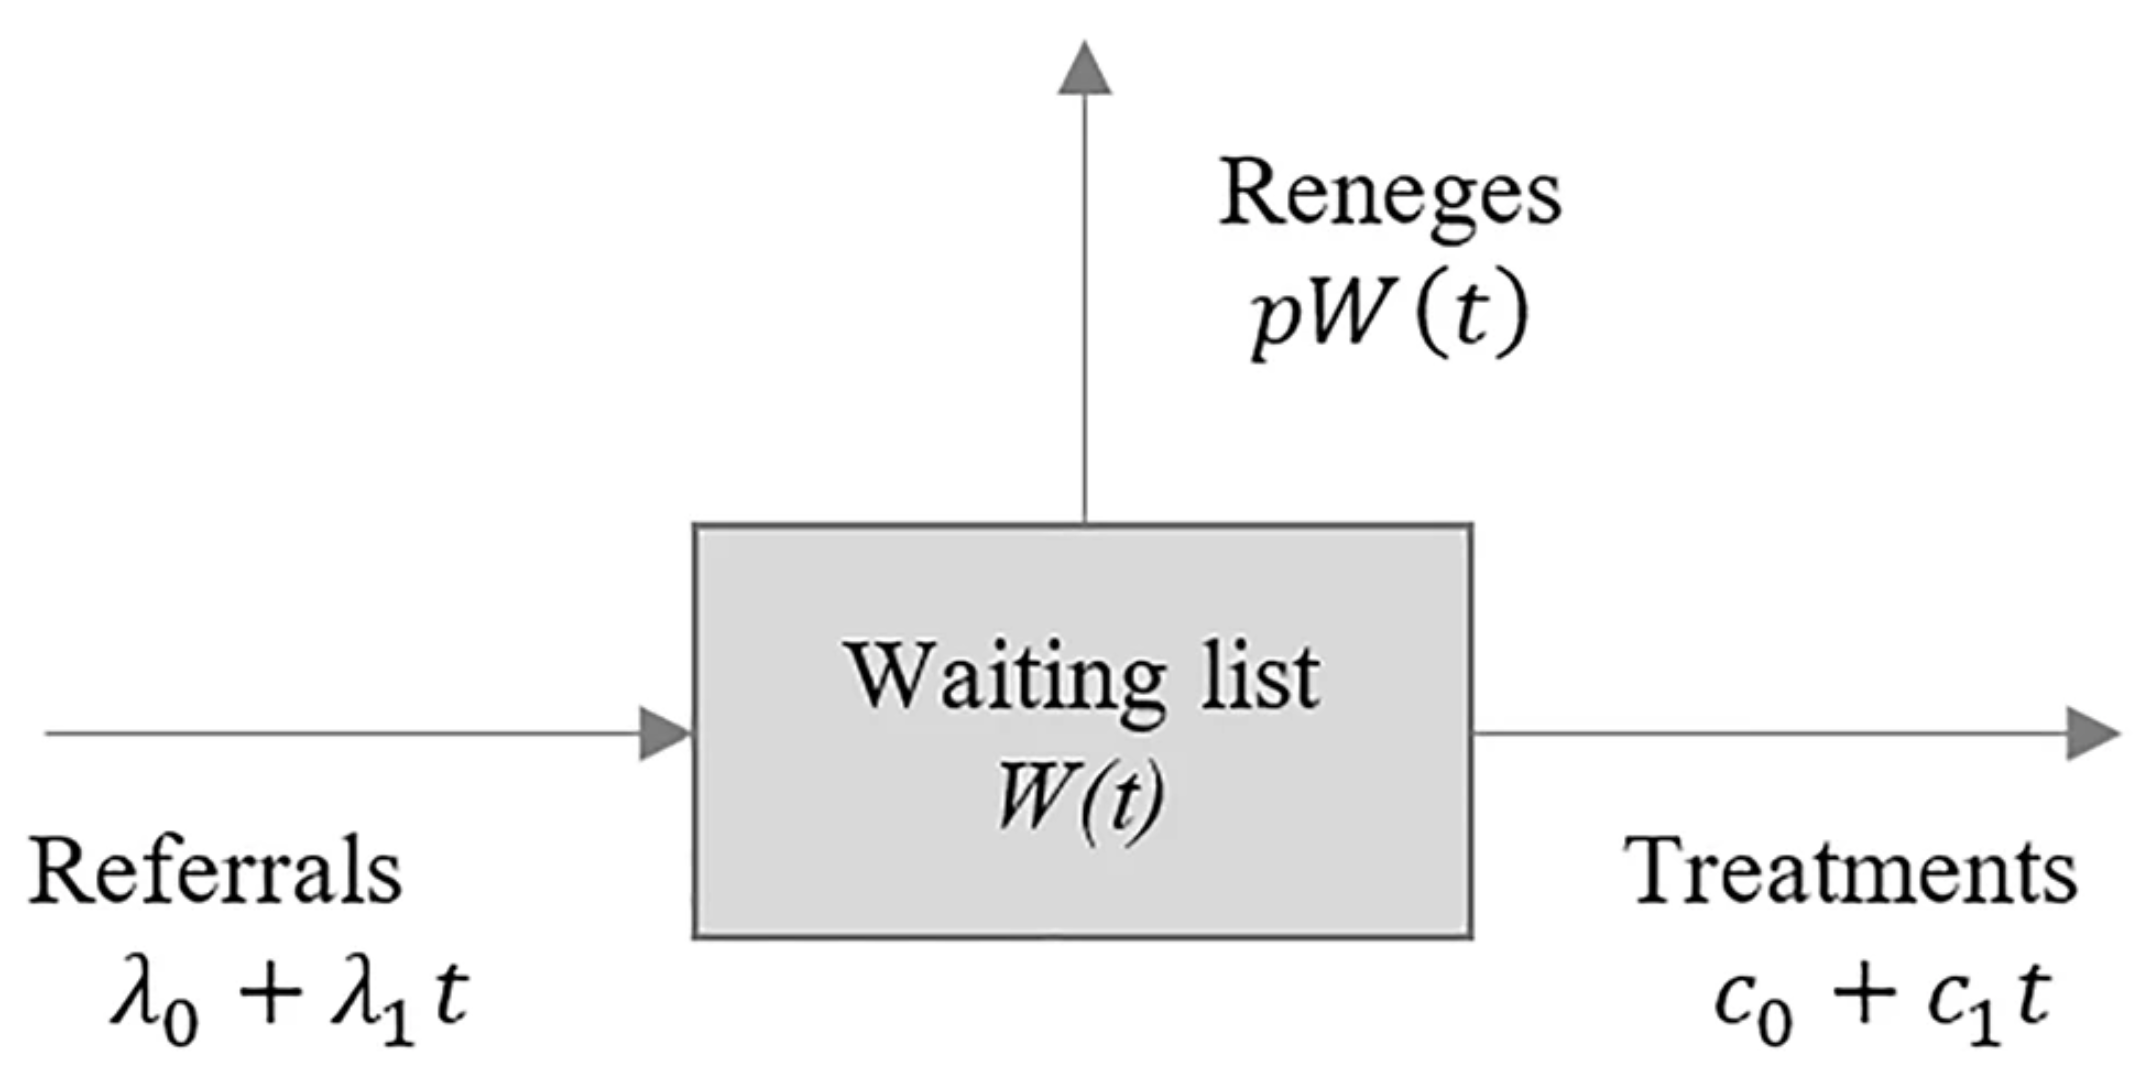 Reneges
pW(t)
Waiting list
W(t)
Referrals
λ₀ + λ₁t
Treatments
c₀ + c₁t